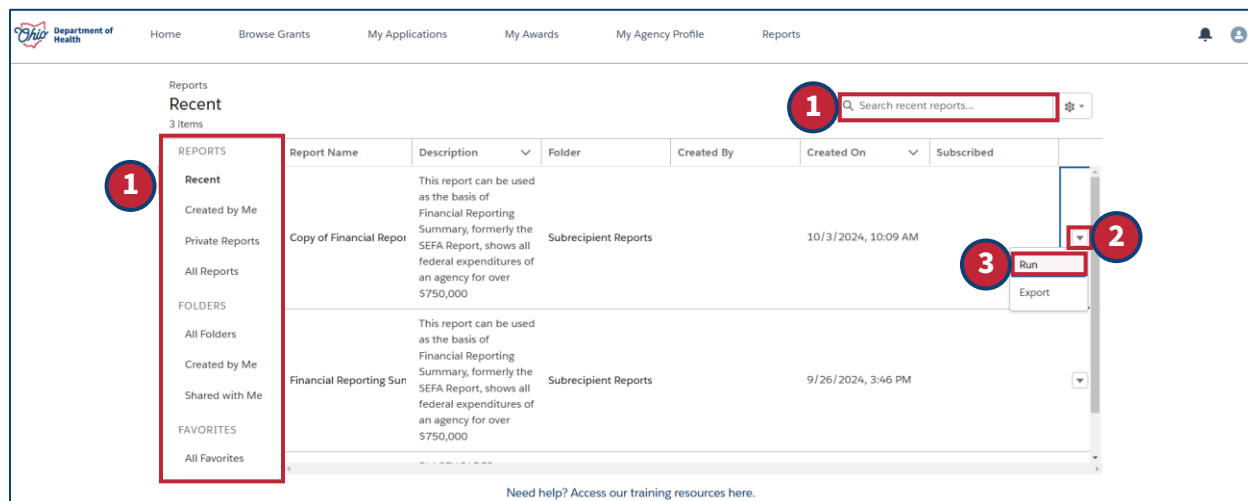 Ohio Department of
Health
Home Browse Grants My Applications My Awards My Agency Profile Reports
Reports
Recent
3 items
1
Search recent reports...
REPORTS
Recent
Created by Me
Private Reports
All Reports
FOLDERS
All Folders
Created by Me
Shared with Me
FAVORITES
All Favorites
1
Report Name Description Folder Created By Created On Subscribed
Copy of Financial Repor
This report can be used
as the basis of
Financial Reporting
Summary, formerly the
SEFA Report, shows all
federal expenditures of
an agency for over
$750,000
Subrecipient Reports
10/3/2024, 10:09 AM
2
3
Run
Export
Financial Reporting Sun
This report can be used
as the basis of
Financial Reporting
Summary, formerly the
SEFA Report, shows all
federal expenditures of
an agency for over
$750,000
Subrecipient Reports
9/26/2024, 3:46 PM
Need help? Access our training resources here.